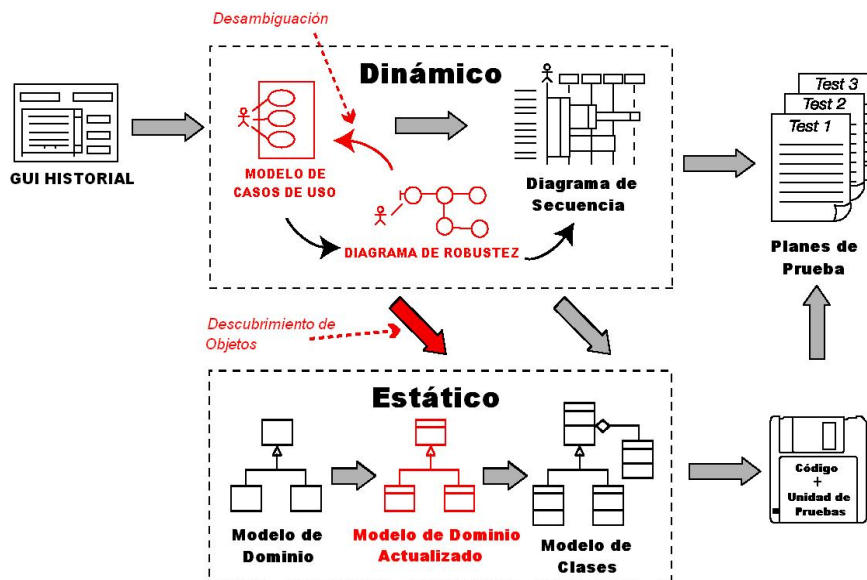 Desambiguación
Dinámico
GUI HISTORIAL
MODELO DE
CASOS DE USO
DIAGRAMA DE ROBUSTEZ
Diagrama de
Secuencia
Test 3
Test 2
Test 1
Planes de
Prueba
Descubrimiento de
Objetos
Estático
Modelo de
Dominio
Modelo de Dominio
Actualizado
Modelo de
Clases
Código
+
Unidad de
Pruebas